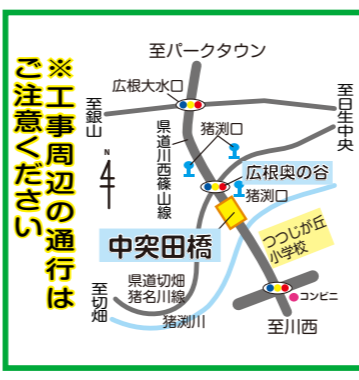 ※工事周辺の通行は
ご注意ください
至パークタウン
広根大水口
至銀山
至日生中央
県道川西篠山線
猪渕口
N
4
広根奥の谷
猪渕口
中突田橋
つつじが丘
小学校
県道切畑
猪名川線
至切畑
猪渕川
コンビニ
至川西